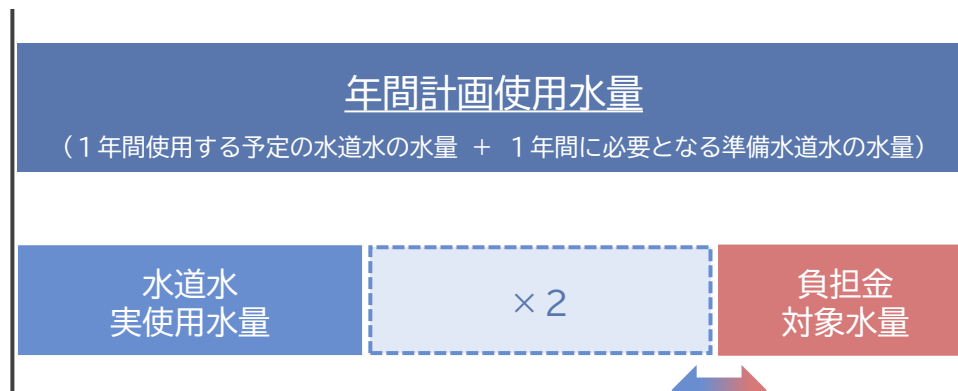 年間計画使用水量
（１年間使用する予定の水道水の水量 ＋ １年間に必要となる準備水道水の水量）
水道水
実使用水量
×２
負担金
対象水量